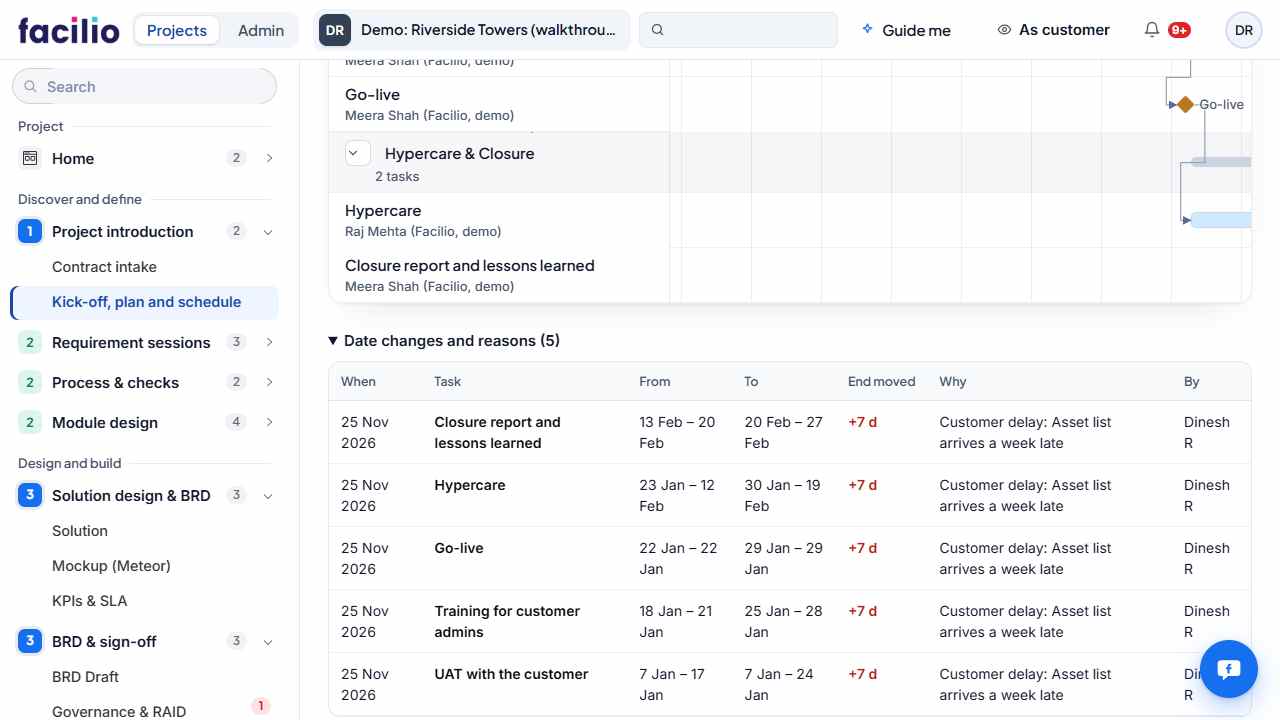 facilio
Projects
Admin
DR
Demo: Riverside Towers (walkthrou...
Guide me
As customer
9+
DR
Search
Project
Home
2
Discover and define
1
Project introduction
2
Contract intake
Kick-off, plan and schedule
2
Requirement sessions
3
2
Process & checks
2
2
Module design
4
Design and build
3
Solution design & BRD
3
Solution
Mockup (Meteor)
KPIs & SLA
3
BRD & sign-off
3
BRD Draft
Governance & RAID
1
Meera Shah (Facilio, demo)
Go-live
Meera Shah (Facilio, demo)
Go-live
Hypercare & Closure
2 tasks
Hypercare
Raj Mehta (Facilio, demo)
Closure report and lessons learned
Meera Shah (Facilio, demo)
Date changes and reasons (5)
When Task From To End moved Why By
25 Nov 2026 Closure report and lessons learned 13 Feb – 20 Feb 20 Feb – 27 Feb +7 d Customer delay: Asset list arrives a week late Dinesh R
25 Nov 2026 Hypercare 23 Jan – 12 Feb 30 Jan – 19 Feb +7 d Customer delay: Asset list arrives a week late Dinesh R
25 Nov 2026 Go-live 22 Jan – 22 Jan 29 Jan – 29 Jan +7 d Customer delay: Asset list arrives a week late Dinesh R
25 Nov 2026 Training for customer admins 18 Jan – 21 Jan 25 Jan – 28 Jan +7 d Customer delay: Asset list arrives a week late Dinesh R
25 Nov 2026 UAT with the customer 7 Jan – 17 Jan 7 Jan – 24 Jan +7 d Customer delay: Asset list arrives a week late R